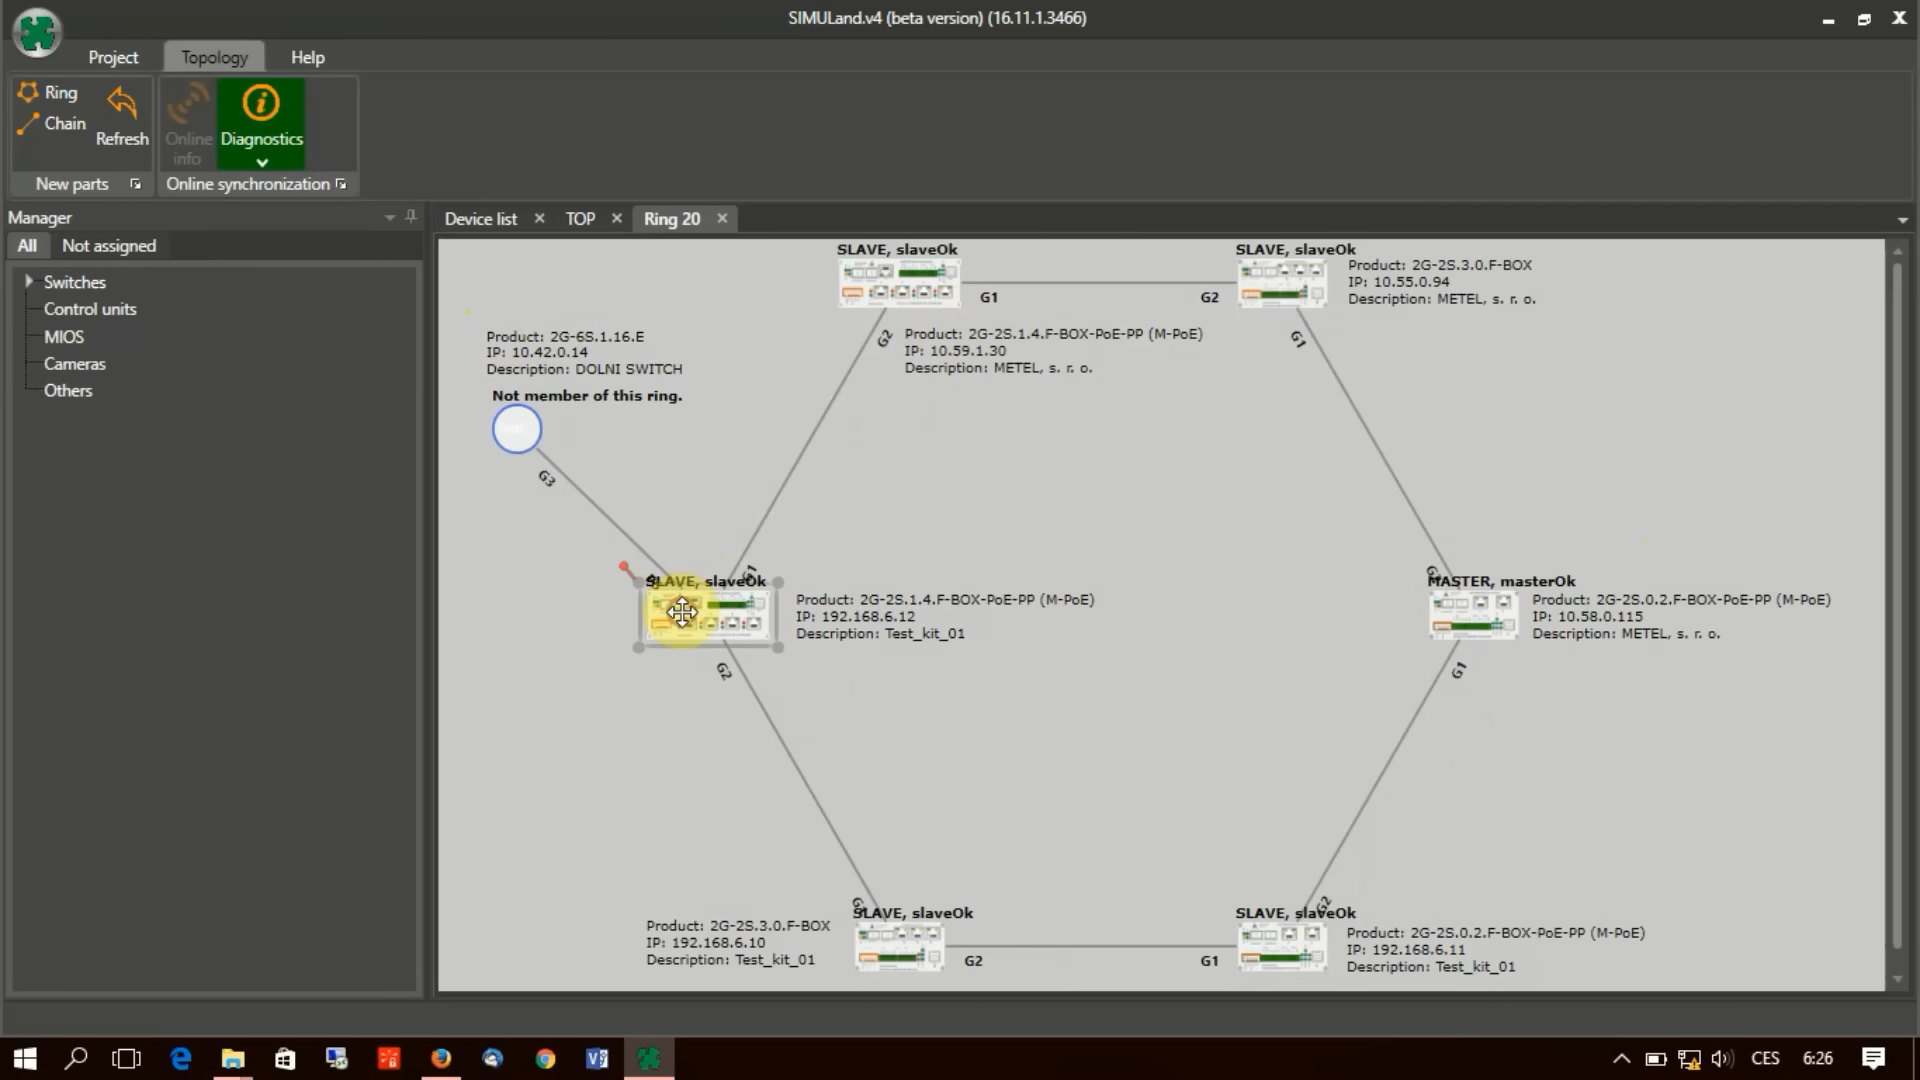 SIMULand.v4 (beta version) (16.11.1.3466)
Project
Topology
Help
Ring
Chain
Refresh
Online info
Diagnostics
New parts
Online synchronization
Manager
All
Not assigned
Switches
Control units
MIOS
Cameras
Others
Device list
TOP
Ring 20
SLAVE, slaveOk
G1
G2
Product: 2G-2S.1.4.F-BOX-PoE-PP (M-PoE)
IP: 10.59.1.30
Description: METEL, s. r. o.
SLAVE, slaveOk
G2
G1
Product: 2G-2S.3.0.F-BOX
IP: 10.55.0.94
Description: METEL, s. r. o.
Product: 2G-6S.1.16.E
IP: 10.42.0.14
Description: DOLNI SWITCH
Not member of this ring.
G3
SLAVE, slaveOk
G1
G2
Product: 2G-2S.1.4.F-BOX-PoE-PP (M-PoE)
IP: 192.168.6.12
Description: Test_kit_01
MASTER, masterOk
G1
Product: 2G-2S.0.2.F-BOX-PoE-PP (M-PoE)
IP: 10.58.0.115
Description: METEL, s. r. o.
SLAVE, slaveOk
G2
Product: 2G-2S.3.0.F-BOX
IP: 192.168.6.10
Description: Test_kit_01
SLAVE, slaveOk
G2
G1
Product: 2G-2S.0.2.F-BOX-PoE-PP (M-PoE)
IP: 192.168.6.11
Description: Test_kit_01
CES
6:26